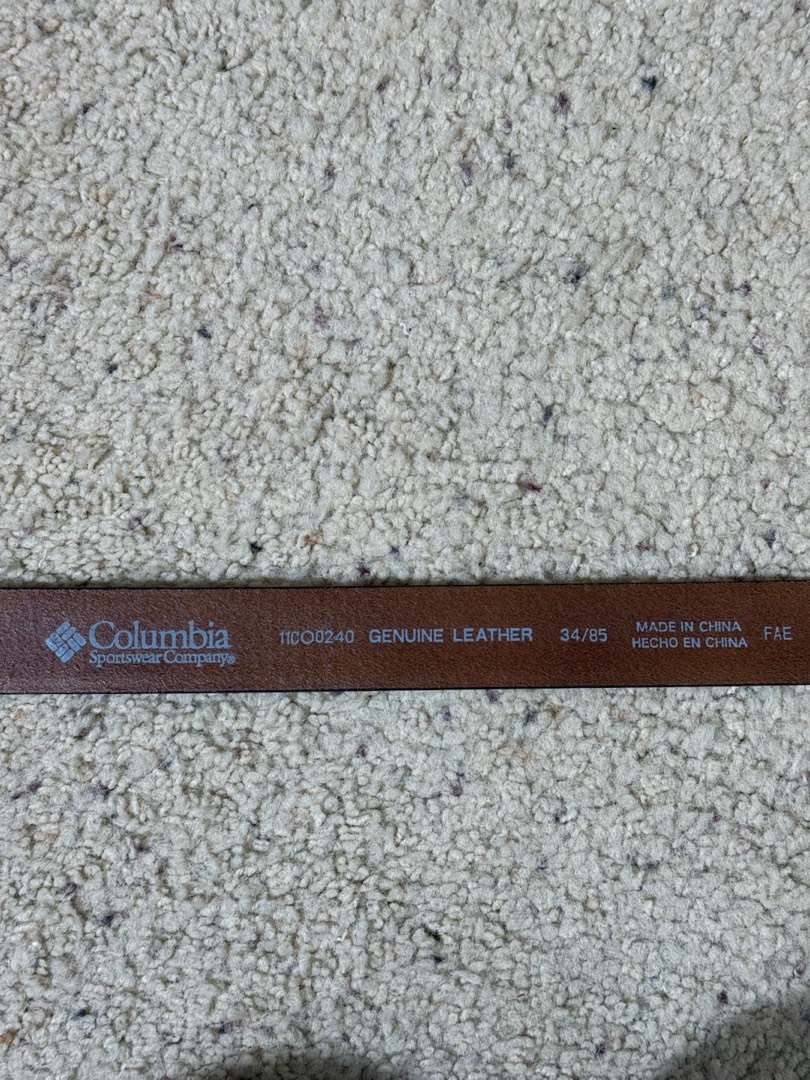 Columbia
Sportswear Company®
11CO0240 GENUINE LEATHER 34/85
MADE IN CHINA
HECHO EN CHINA
FAE